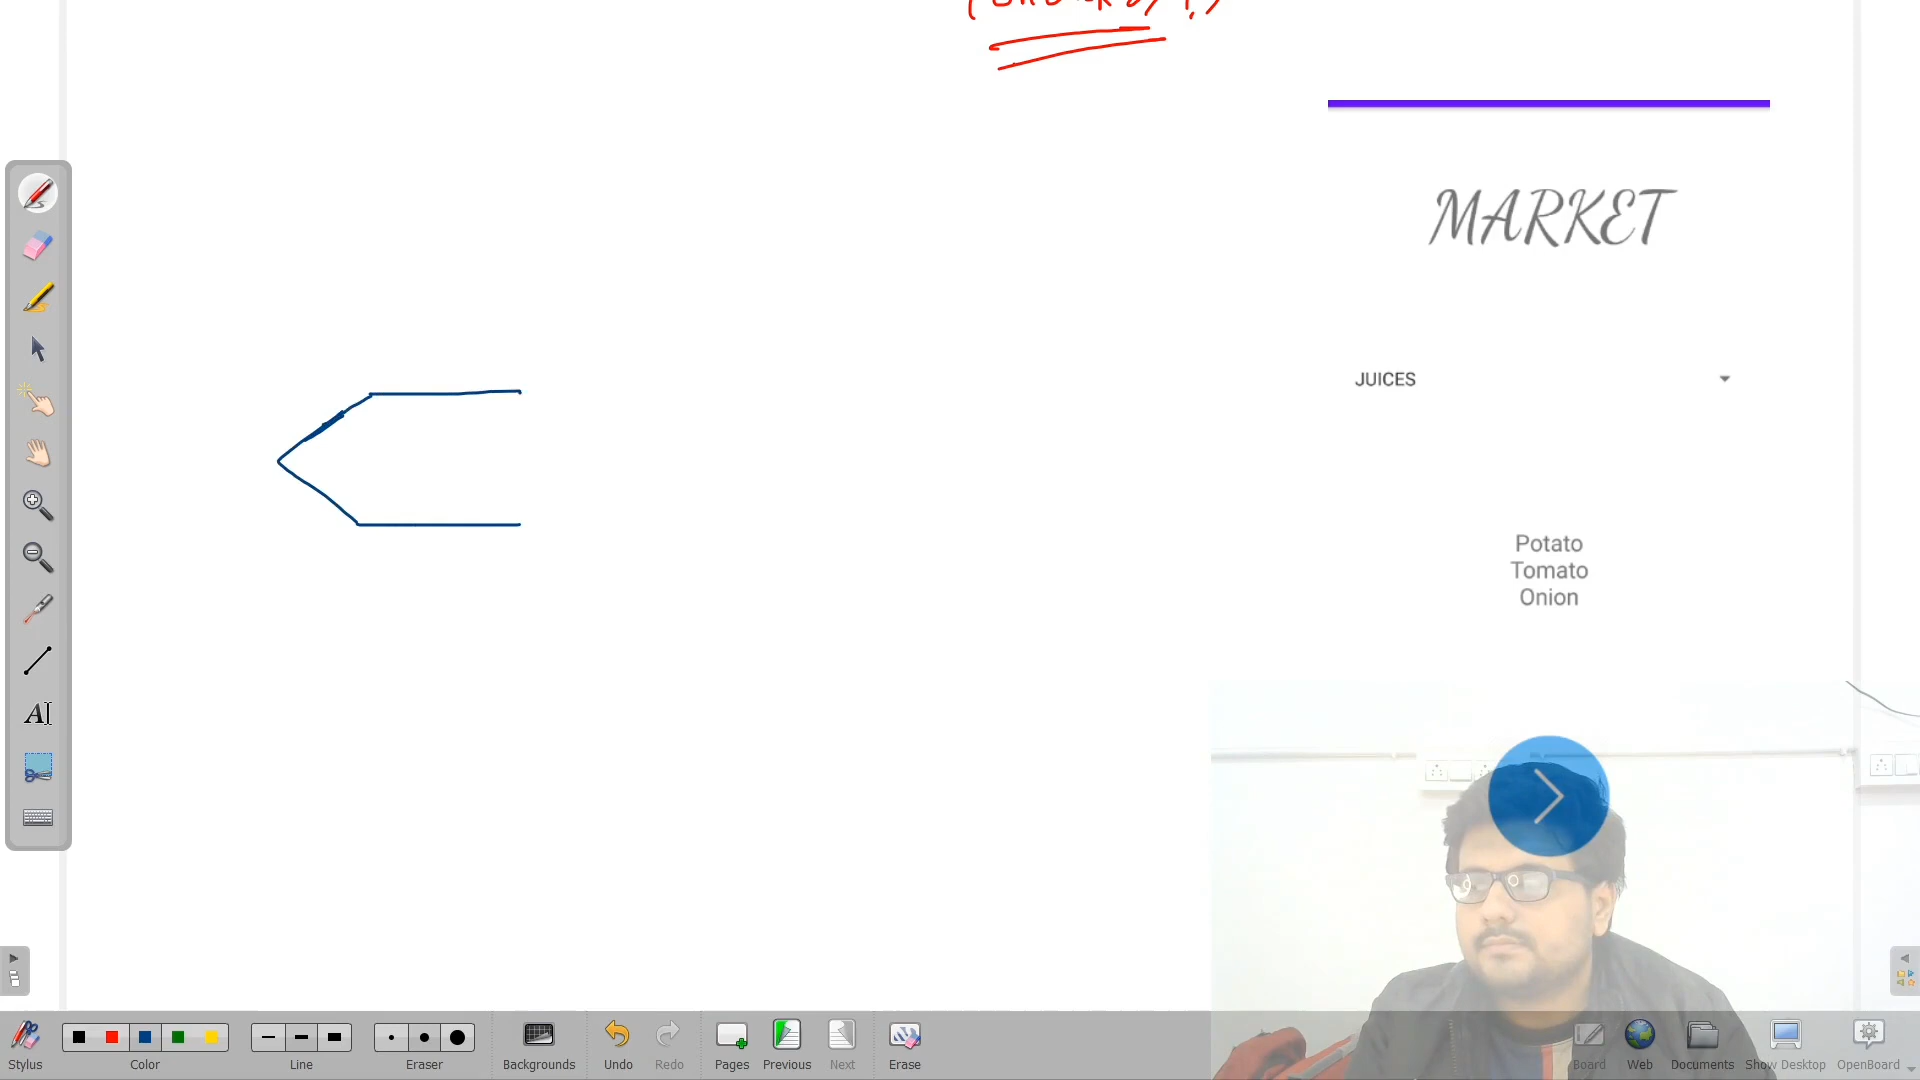 MARKET
JUICES
Potato
Tomato
Onion
Stylus
Color
Line
Eraser
Backgrounds
Undo
Redo
Pages
Previous
Next
Erase
Board
Web
Documents
Show Desktop
OpenBoard